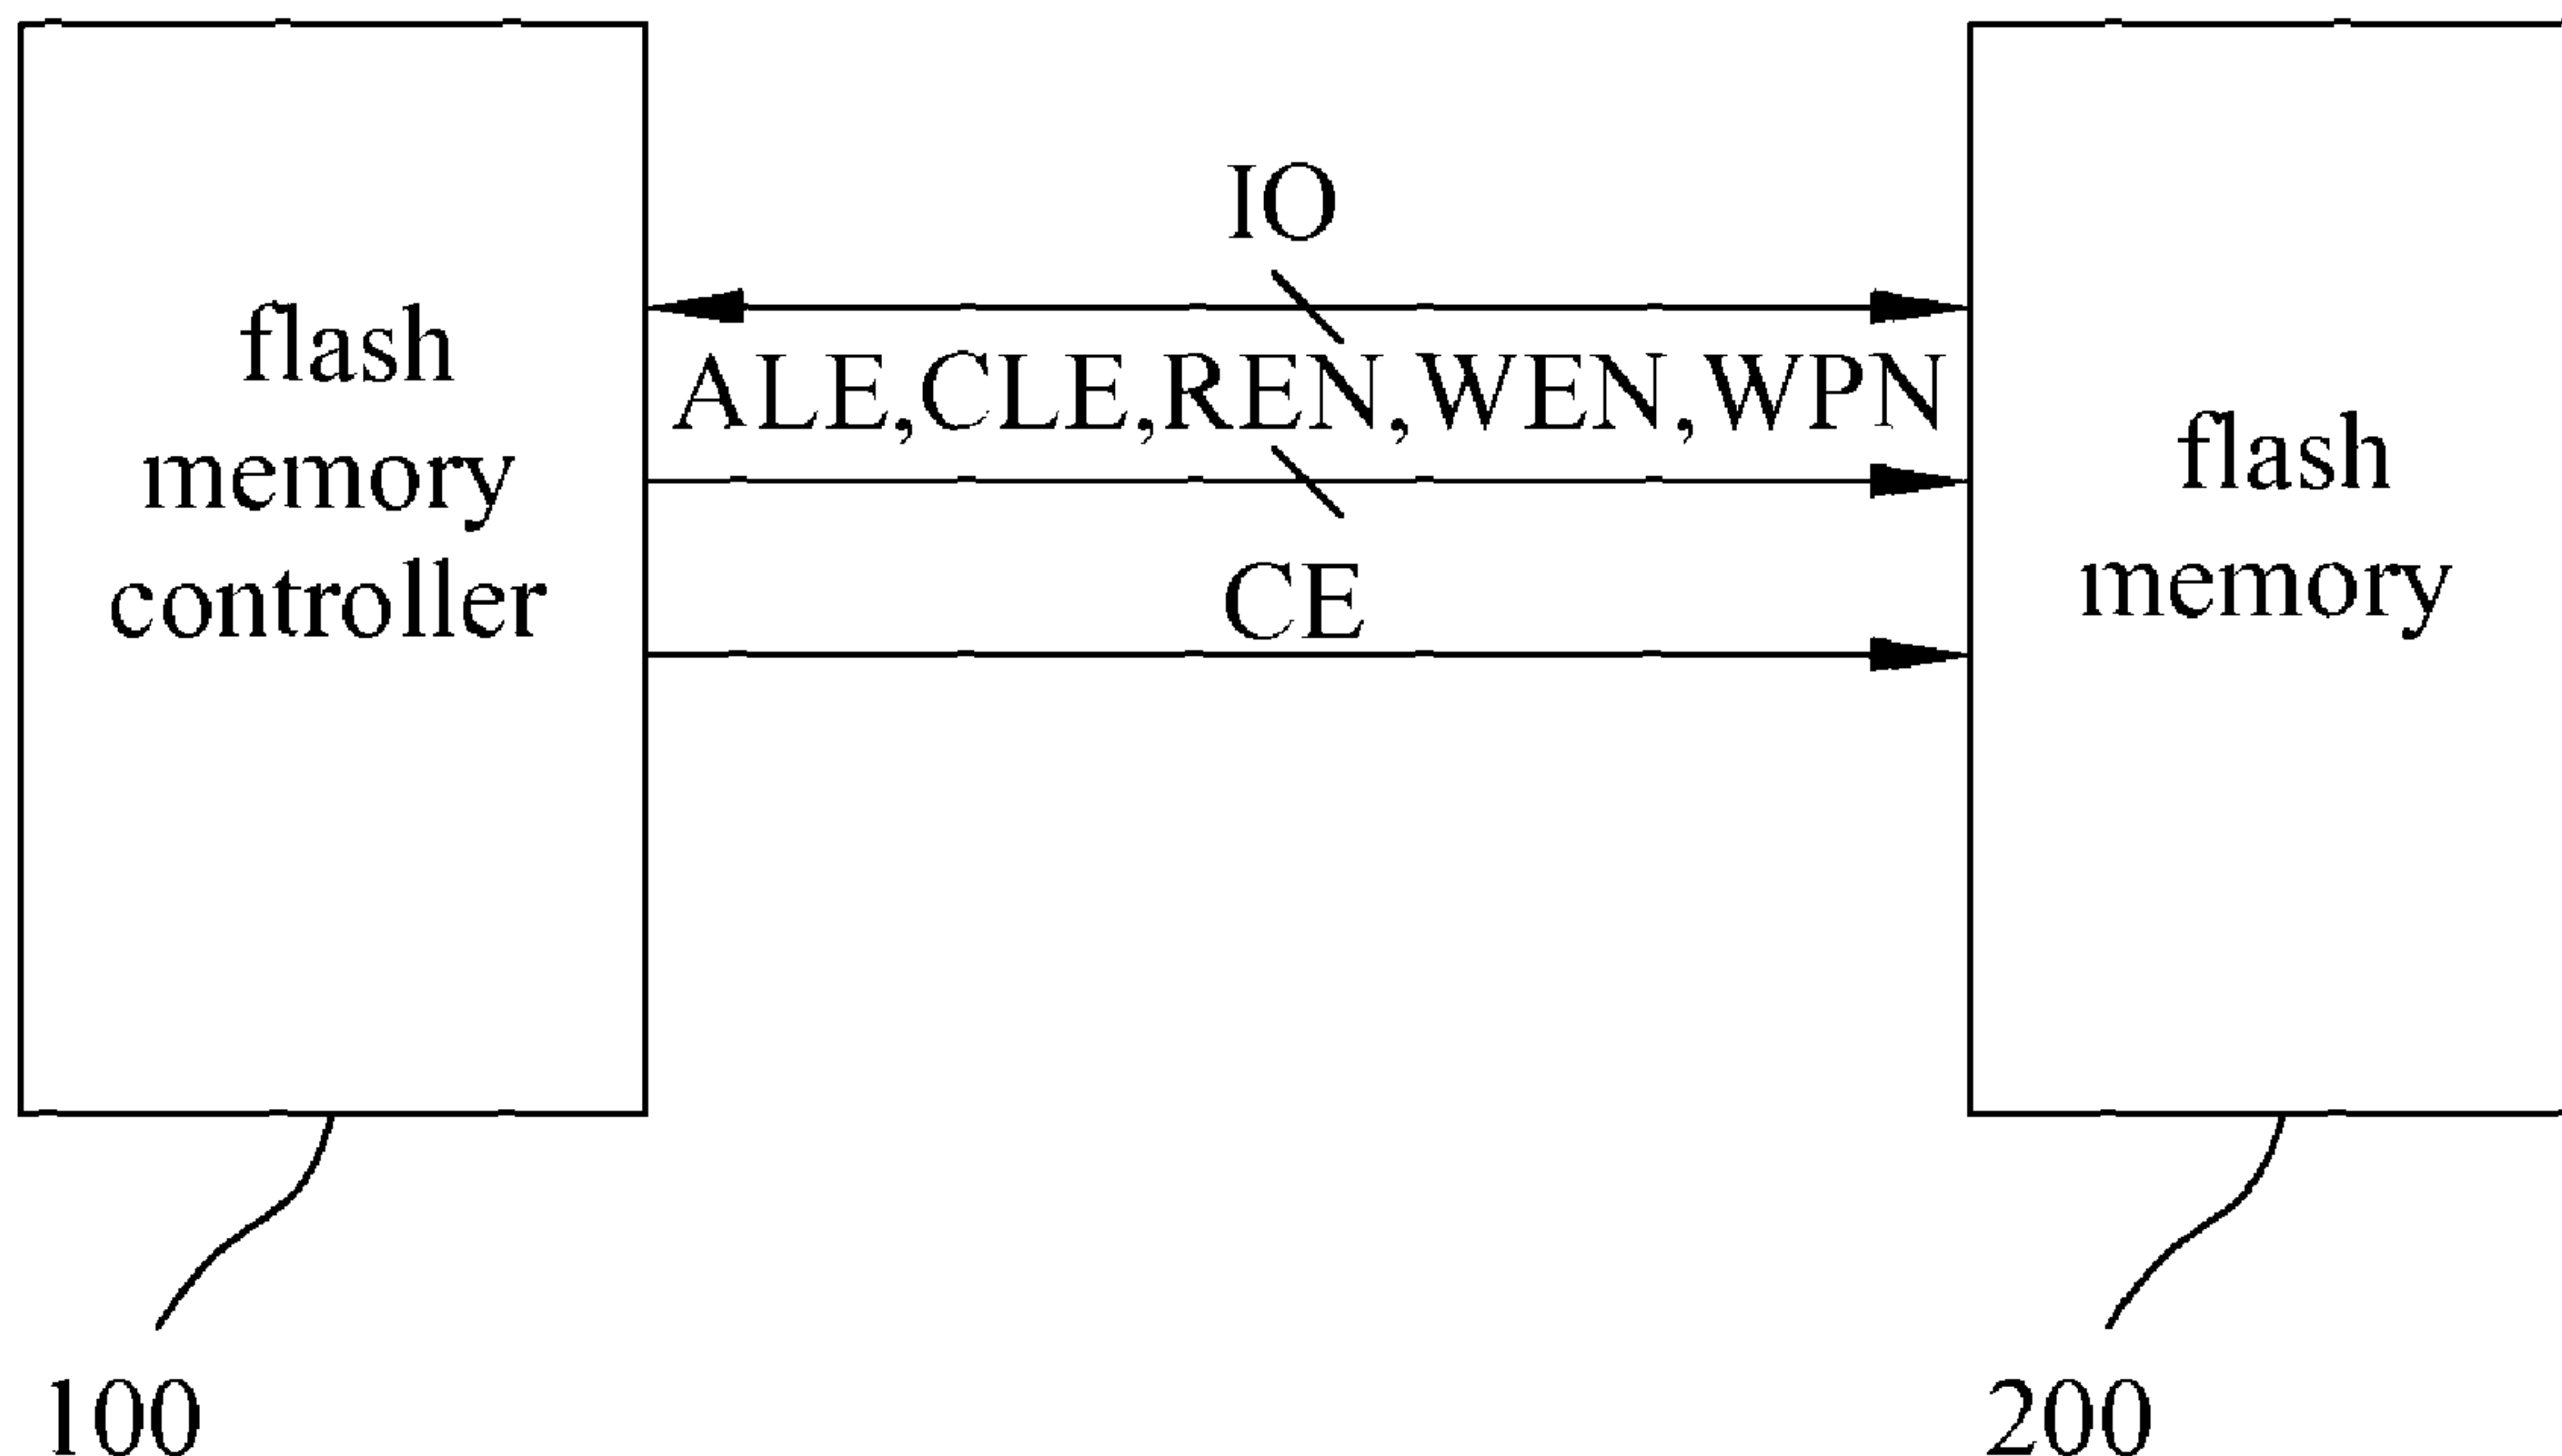 flash
memory
controller
IO
ALE,CLE,REN,WEN,WPN
CE
flash
memory
100
200